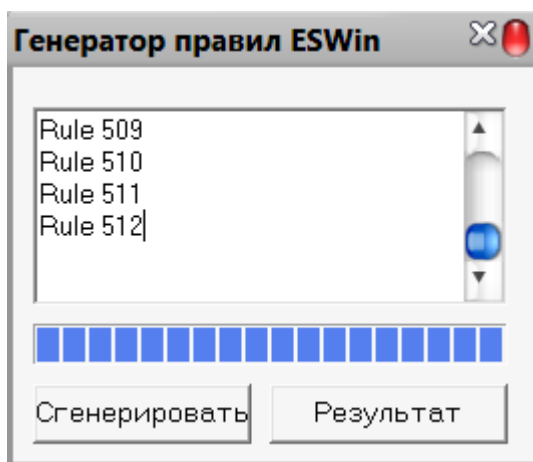 Генератор правил ESWin
Rule 509
Rule 510
Rule 511
Rule 512
Сгенерировать
Результат